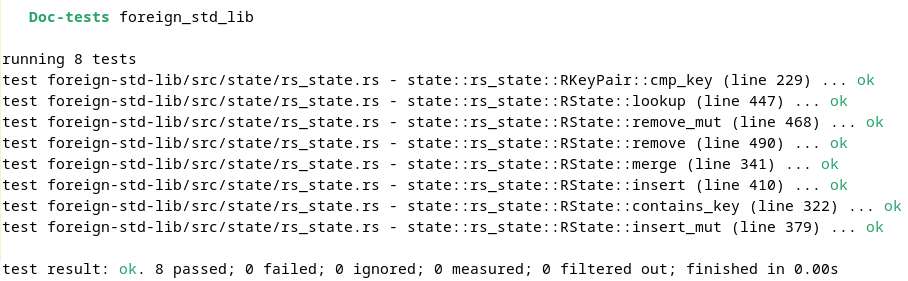 Doc-tests foreign_std_lib
running 8 tests
test foreign-std-lib/src/state/rs_state.rs - state::rs_state::RKeyPair::cmp_key (line 229) ... ok
test foreign-std-lib/src/state/rs_state.rs - state::rs_state::RState::lookup (line 447) ... ok
test foreign-std-lib/src/state/rs_state.rs - state::rs_state::RState::remove_mut (line 468) ... ok
test foreign-std-lib/src/state/rs_state.rs - state::rs_state::RState::remove (line 490) ... ok
test foreign-std-lib/src/state/rs_state.rs - state::rs_state::RState::merge (line 341) ... ok
test foreign-std-lib/src/state/rs_state.rs - state::rs_state::RState::insert (line 410) ... ok
test foreign-std-lib/src/state/rs_state.rs - state::rs_state::RState::contains_key (line 322) ... ok
test foreign-std-lib/src/state/rs_state.rs - state::rs_state::RState::insert_mut (line 379) ... ok
test result: ok. 8 passed; 0 failed; 0 ignored; 0 measured; 0 filtered out; finished in 0.00s